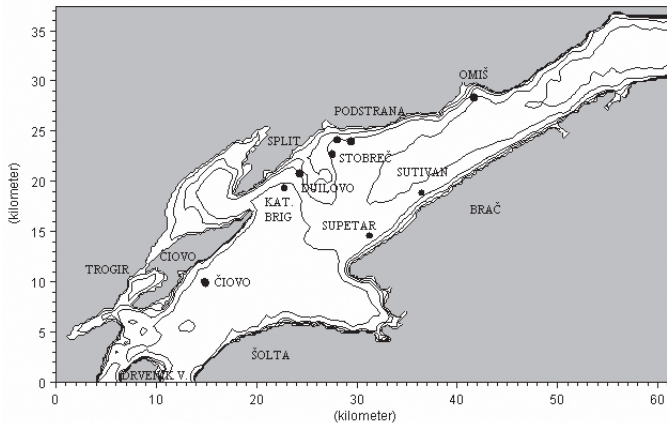 35
30
25
20
15
10
5
0
(kilometer)
OMIŠ
PODSTRANA
SPLIT
STOBREČ
SUTIVAN
DUILOVO
KAT.
BRIG
BRAČ
SUPETAR
ČIOVO
TROGIR
ČIOVO
ŠOLTA
DRVENIK V.
0 10 20 30 40 50 60
(kilometer)